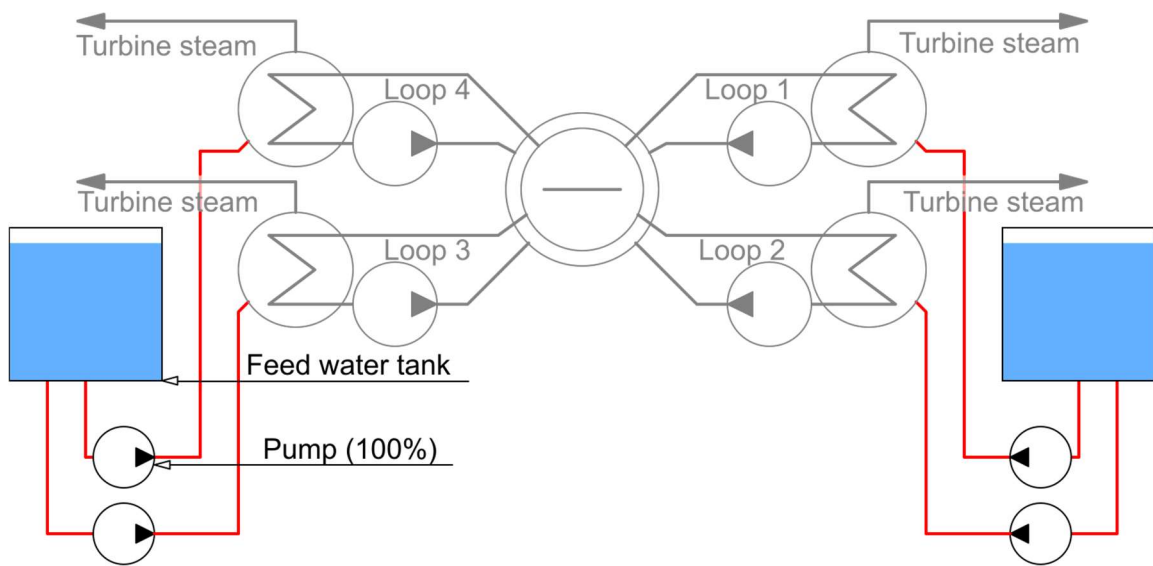 Turbine steam
Turbine steam
Loop 4
Loop 1
Turbine steam
Turbine steam
Loop 3
Loop 2
Feed water tank
Pump (100%)